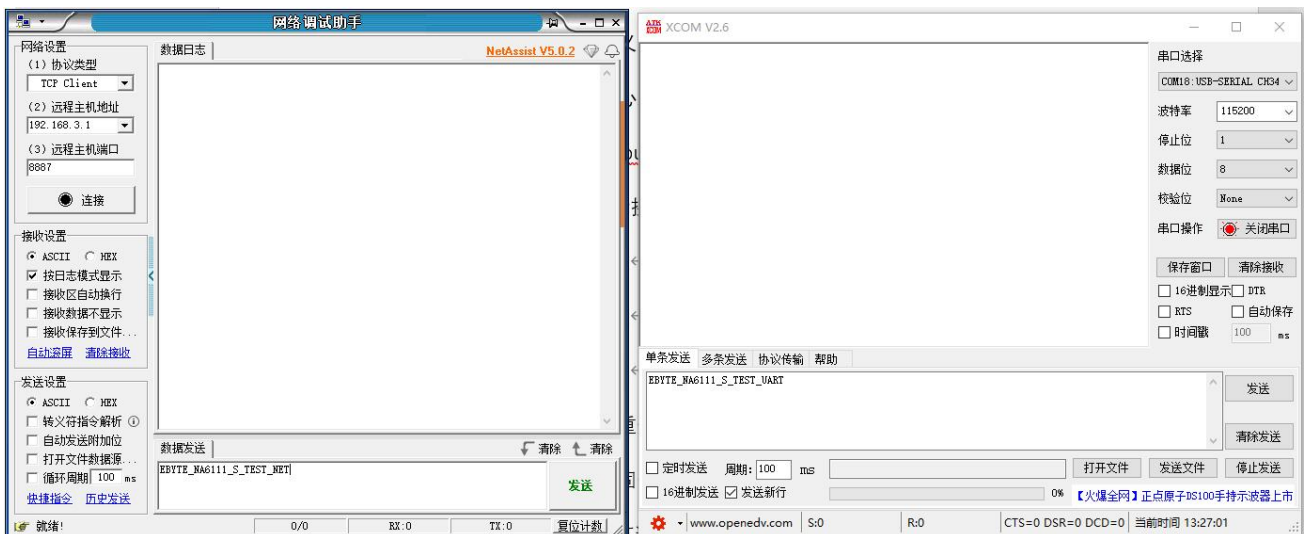 网络调试助手
网络设置
(1) 协议类型
TCP Client
(2) 远程主机地址
192.168.3.1
(3) 远程主机端口
8887
连接
接收设置
ASCII HEX
按日志模式显示
接收区自动换行
接收数据不显示
接收保存到文件...
自动滚屏 清除接收
发送设置
ASCII HEX
转义符指令解析
自动发送附加位
打开文件数据源...
循环周期 100 ms
快捷指令 历史发送
数据日志
NetAssist V5.0.2
数据发送
清除 清除
EBYTE_NA6111_S_TEST_NET
发送
就绪!
0/0
RX:0
TX:0
复位计数
ATK XCOM
XCOM V2.6
串口选择
COM18:USB-SERIAL CH34
波特率 115200
停止位 1
数据位 8
校验位 None
串口操作 关闭串口
保存窗口 清除接收
16进制显示 DTR
RTS 自动保存
时间戳 100 ms
单条发送 多条发送 协议传输 帮助
EBYTE_NA6111_S_TEST_UART
发送
清除发送
定时发送 周期: 100 ms
打开文件 发送文件 停止发送
16进制发送 发送新行
0% 【火爆全网】正点原子DS100手持示波器上市
www.openedv.com S:0 R:0 CTS=0 DSR=0 DCD=0 当前时间 13:27:01